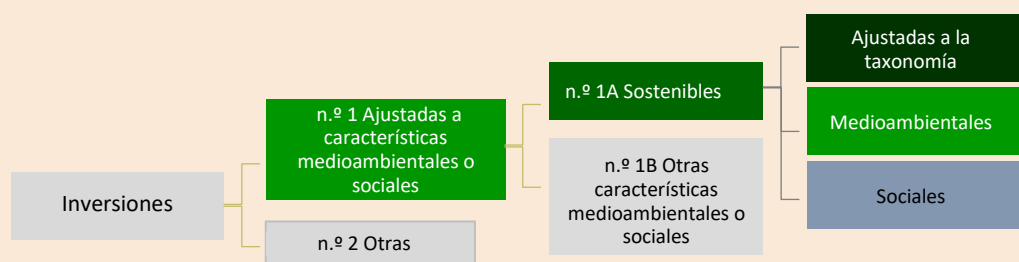 Inversiones
n.º 1 Ajustadas a
características
medioambientales o
sociales
n.º 2 Otras
n.º 1A Sostenibles
n.º 1B Otras
características
medioambientales o
sociales
Ajustadas a la
taxonomía
Medioambientales
Sociales